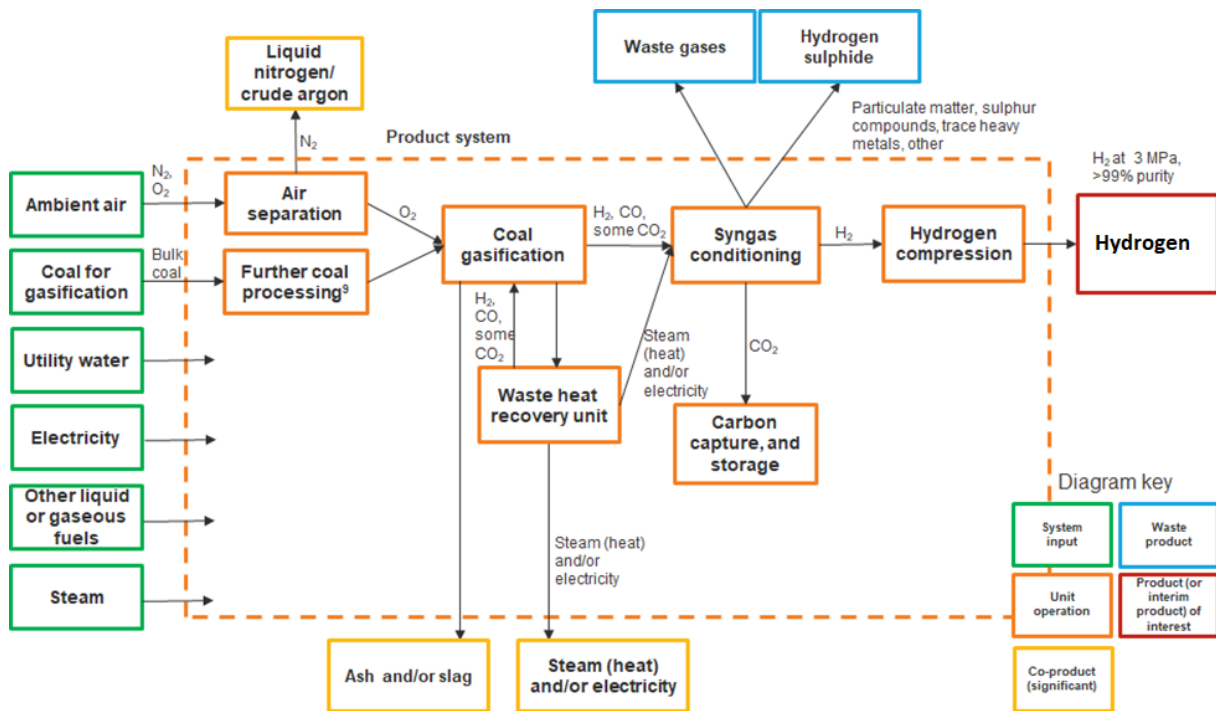 Liquid
nitrogen/
crude argon
Waste gases
Hydrogen
sulphide
Particulate matter, sulphur
compounds, trace heavy
metals, other
N₂
Product system
H₂ at 3 MPa,
>99% purity
Ambient air
N₂,
O₂
Air
separation
O₂
Coal
gasification
H₂, CO,
some CO₂
Syngas
conditioning
H₂
Hydrogen
compression
Hydrogen
Coal for
gasification
Bulk
coal
Further coal
processing⁹
H₂,
CO,
some
CO₂
Steam
(heat)
and/or
electricity
CO₂
Utility water
Waste heat
recovery unit
Carbon
capture, and
storage
Electricity
Other liquid
or gaseous
fuels
Steam (heat)
and/or
electricity
Steam
Ash and/or slag
Steam (heat)
and/or electricity
Diagram key
System
input
Waste
product
Unit
operation
Product (or
interim
product) of
interest
Co-product
(significant)